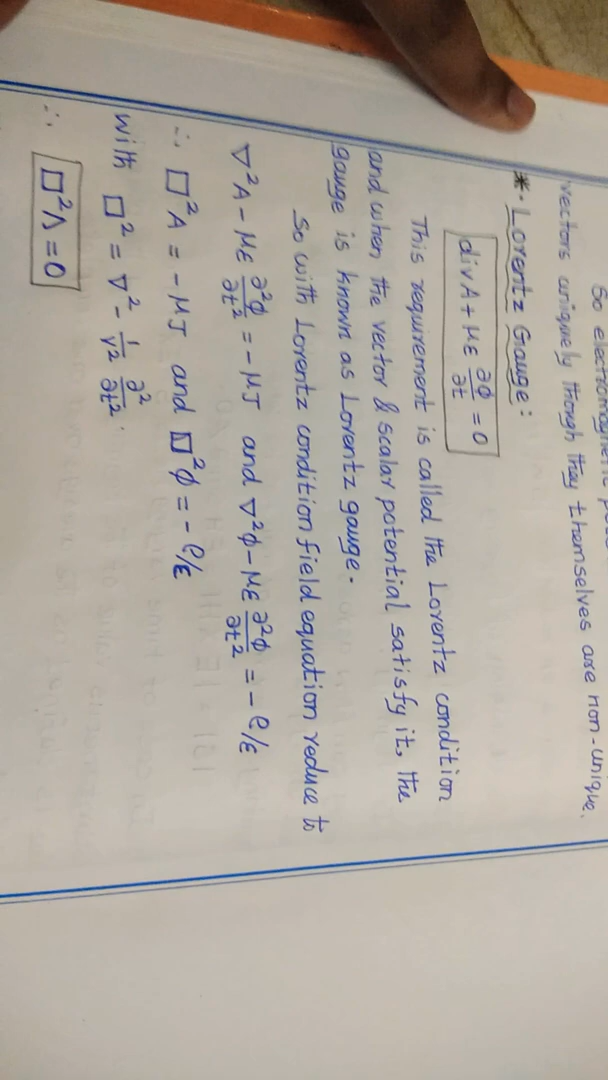 So electromagnetic
vectors uniquely though they themselves are non-unique.
*. Lorentz Gauge:
divA + με ∂φ/∂t = 0
This requirement is called the Lorentz condition
and when the vector & scalar potential satisfy it, the
gauge is known as Lorentz gauge.
So with Lorentz condition field equation reduce to
∇²A - με ∂²φ/∂t² = -μJ and ∇²φ - με ∂²φ/∂t² = -ρ/ε
∴ □²A = -μJ and □²φ = -ρ/ε
with □² = ∇² - 1/v² ∂²/∂t².
∴ □²Λ = 0